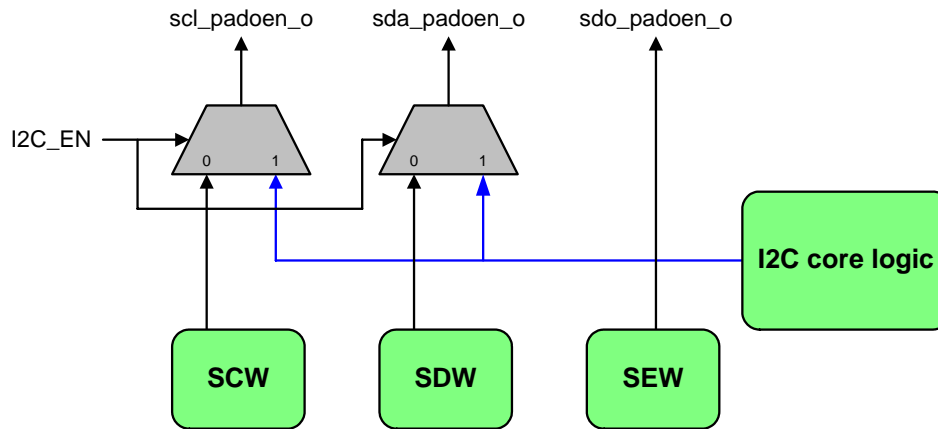 scl_padoen_o
sda_padoen_o
sdo_padoen_o
I2C_EN
0
1
0
1
I2C core logic
SCW
SDW
SEW